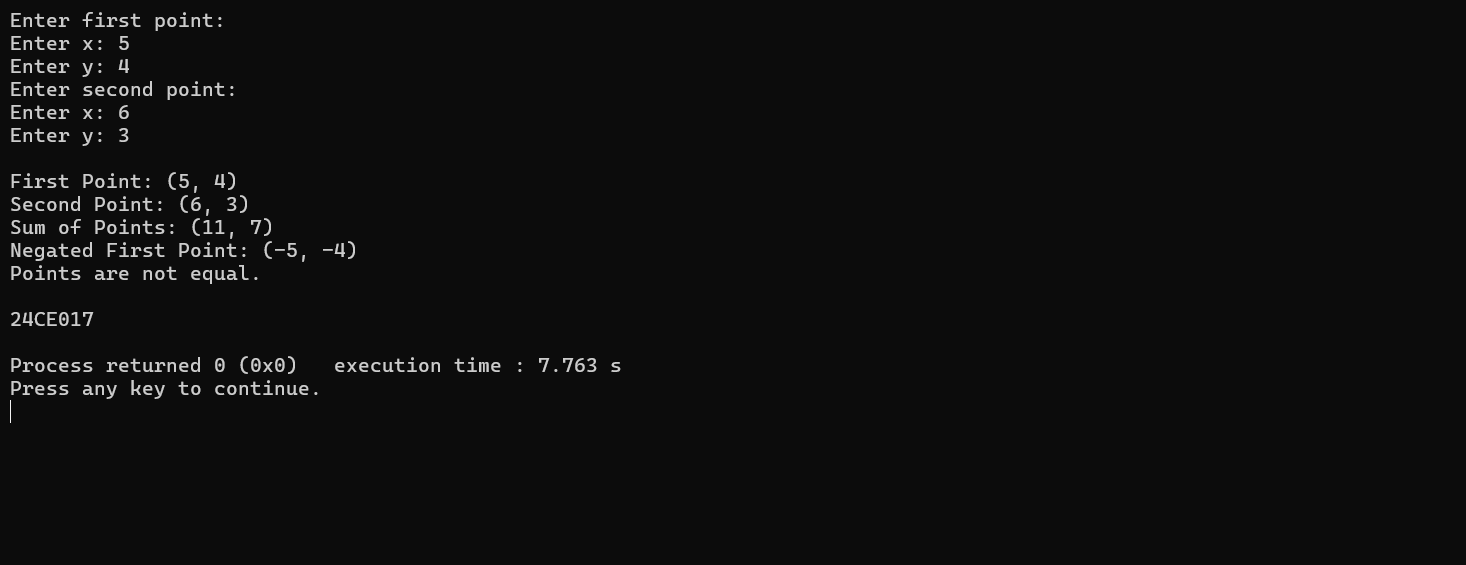 Enter first point:
Enter x: 5
Enter y: 4
Enter second point:
Enter x: 6
Enter y: 3
First Point: (5, 4)
Second Point: (6, 3)
Sum of Points: (11, 7)
Negated First Point: (-5, -4)
Points are not equal.
24CE017
Process returned 0 (0x0)   execution time : 7.763 s
Press any key to continue.